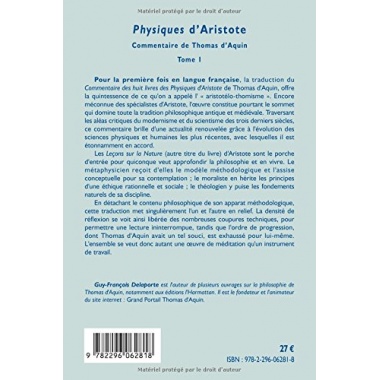 Matériel protégé par le droit d'auteur
Physiques d'Aristote
Commentaire de Thomas d'Aquin
Tome I
Pour la première fois en langue française, la traduction du
Commentaire des huit livres des Physiques d'Aristote de Thomas d'Aquin, offre
la quintessence de ce qu'on a appelé l' « aristotélo-thomisme ». Encore
méconnue des spécialistes d'Aristote, l'œuvre constitue pourtant le sommet
qui domine toute la tradition philosophique antique et médiévale. Traversant
les aléas critiques du modernisme et du scientisme des trois derniers siècles,
ce commentaire brille d'une actualité renouvelée grâce à l'évolution des
sciences physiques et humaines les plus récentes, avec lesquelles il est
étonnamment en accord.
Les Leçons sur la Nature (autre titre du livre) d'Aristote sont le porche
d'entrée pour quiconque veut approfondir la philosophie et en vivre. Le
métaphysicien reçoit d'elles le modèle méthodologique et l'assise
conceptuelle pour sa contemplation ; le moraliste en hérite les principes
d'une éthique rationnelle et sociale ; le théologien y puise les fondements
naturels de sa discipline.
En détachant le contenu philosophique de son apparat méthodologique,
cette traduction met singulièrement l'un et l'autre en relief. La densité de
réflexion se voit ainsi libérée des nombreuses coupures techniques, pour
permettre une lecture ininterrompue, tandis que l'ordre de progression,
dont Thomas d'Aquin avait un tel souci, est exhaussé pour lui-même.
L'ensemble se veut donc autant une œuvre de méditation qu'un instrument
de travail.
Guy-François Delaporte est l'auteur de plusieurs ouvrages sur la philosophie de
Thomas d'Aquin, notamment aux éditions l'Harmattan. Il est le fondateur et l'animateur
du site internet : Grand Portail Thomas d'Aquin.
9 782296 062818
27 €
ISBN : 978-2-296-06281-8
Matériel protégé par le droit d'auteur